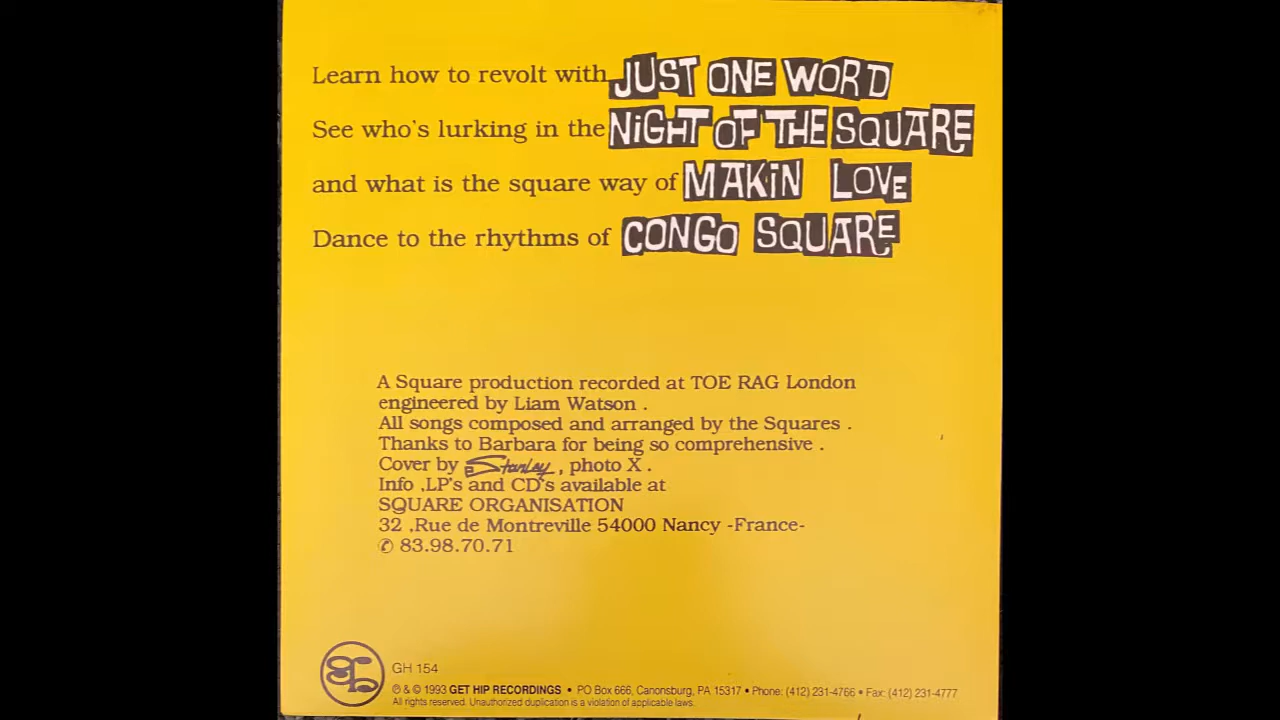 Learn how to revolt with JUST ONE WORD
See who's lurking in the NiGHT OF THE SQUARE
and what is the square way of MAKiN LOVE
Dance to the rhythms of CONGO SQUARE
A Square production recorded at TOE RAG London
engineered by Liam Watson .
All songs composed and arranged by the Squares .
Thanks to Barbara for being so comprehensive .
Cover by Stanley , photo X .
Info ,LP's and CD's available at
SQUARE ORGANISATION
32 ,Rue de Montreville 54000 Nancy -France-
✆ 83.98.70.71
GH 154
℗ & © 1993 GET HIP RECORDINGS • PO Box 666, Canonsburg, PA 15317 • Phone: (412) 231-4766 • Fax: (412) 231-4777
All rights reserved. Unauthorized duplication is a violation of applicable laws.